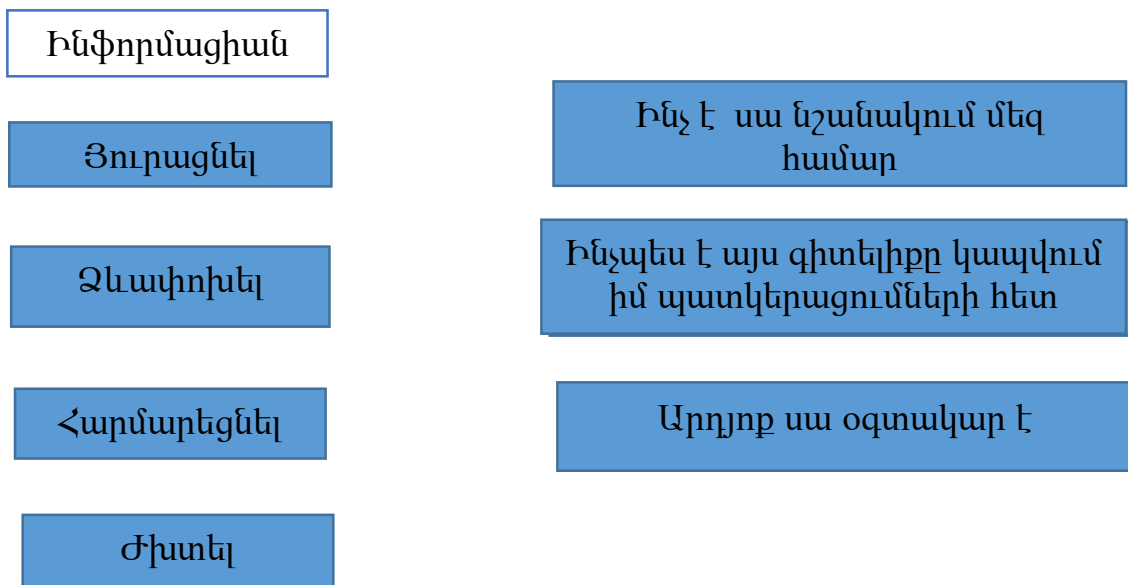 Ինֆորմացիան
Յուրացնել
Ձևափոխել
Հարմարեցնել
Ժխտել
Ինչ է սա նշանակում մեզ
համար
Ինչպես է այս գիտելիքը կապվում
իմ պատկերացումների հետ
Արդյոք սա օգտակար է